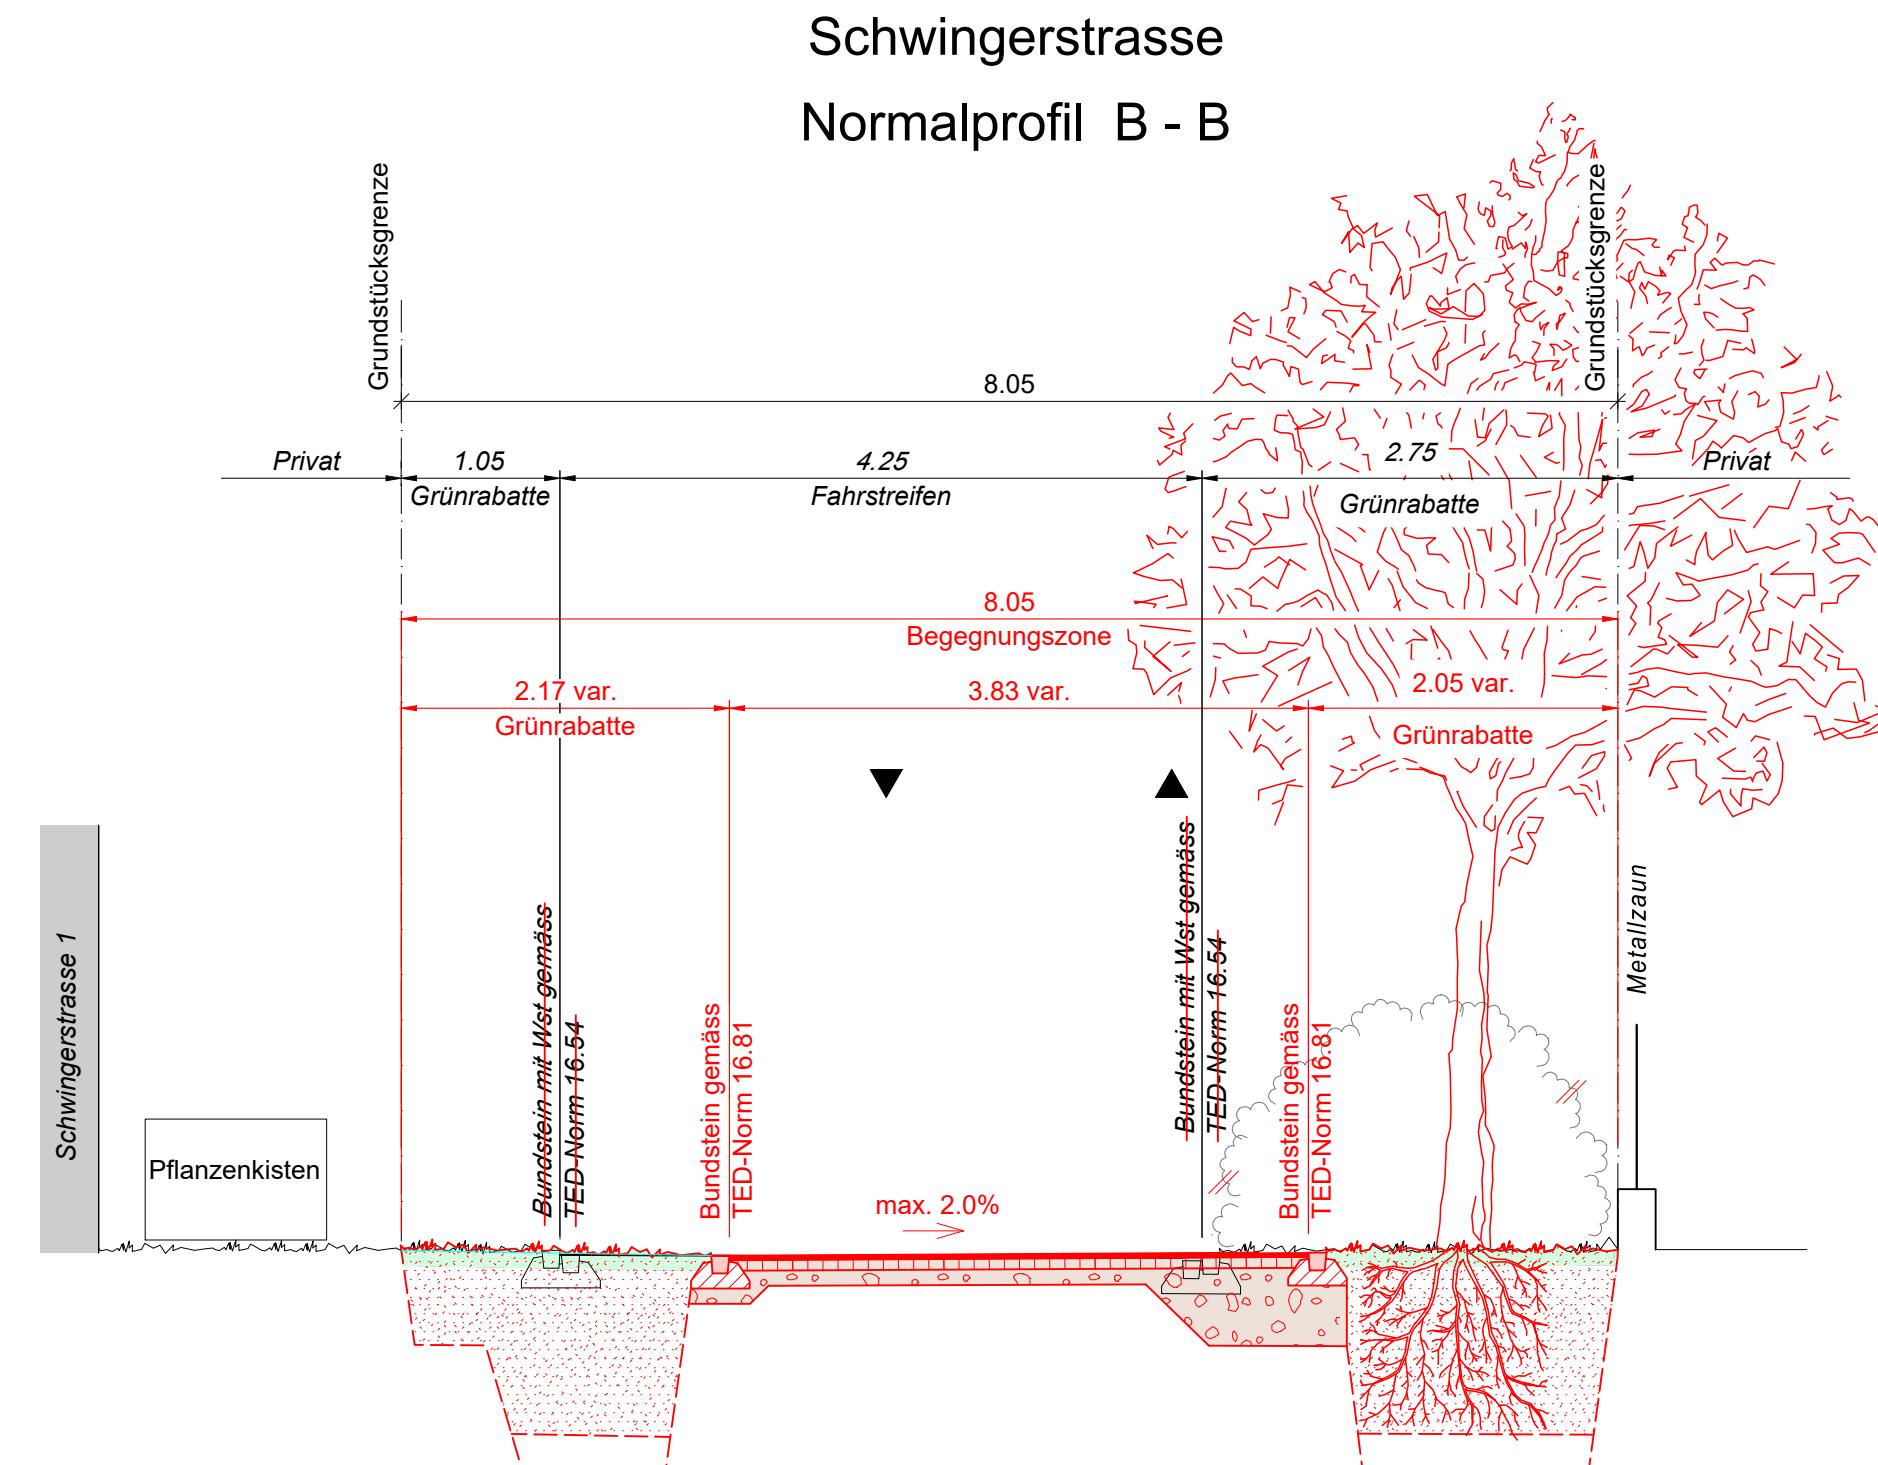 Schwingerstrasse
Normalprofil B - B
Grundstücksgrenze
Grundstücksgrenze
8.05
Privat
1.05
4.25
2.75
Privat
Grünrabatte
Fahrstreifen
Grünrabatte
8.05
Begegnungszone
2.17 var.
3.83 var.
2.05 var.
Grünrabatte
Grünrabatte
Schwingerstrasse 1
Pflanzenkisten
Bundstein mit Wst gemäss
TED-Norm 16.54
Bundstein gemäss
TED-Norm 16.81
max. 2.0%
Bundstein mit Wst gemäss
TED-Norm 16.54
Bundstein gemäss
TED-Norm 16.81
Metallzaun